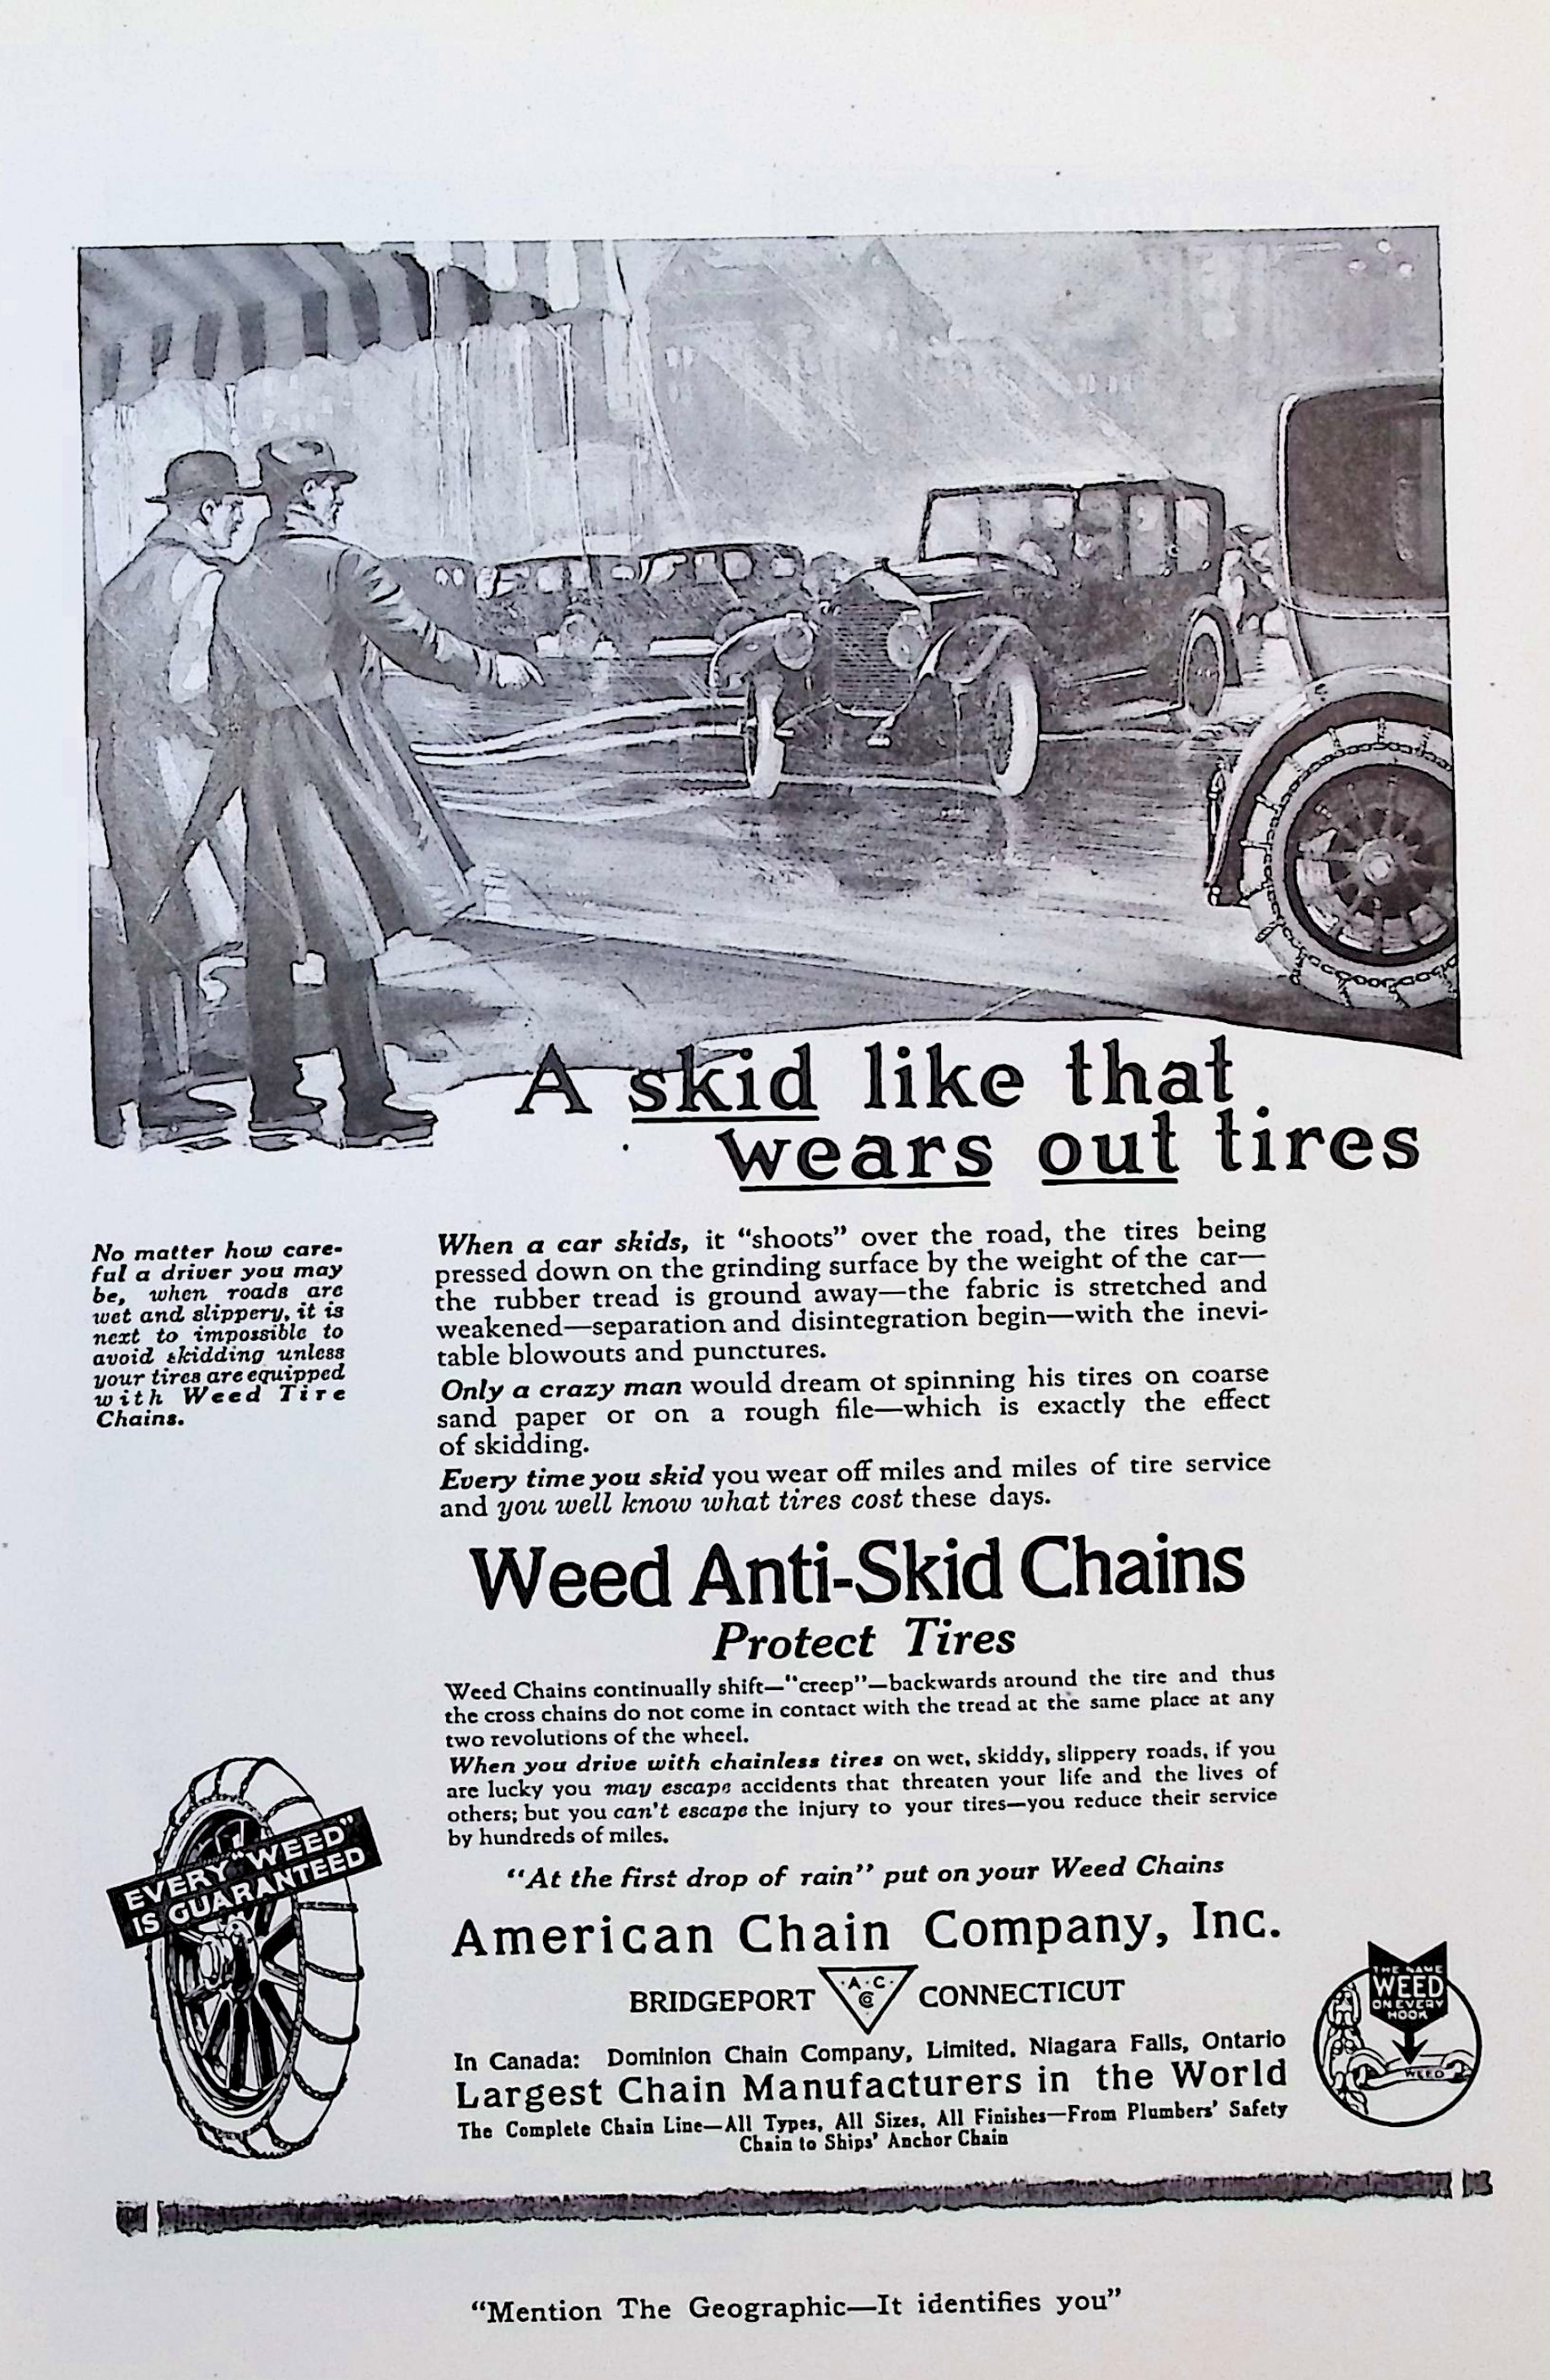 A skid like that
wears out tires
No matter how care-
ful a driver you may
be, when roads are
wet and slippery, it is
next to impossible to
avoid skidding unless
your tires are equipped
with Weed Tire
Chains.
When a car skids, it “shoots” over the road, the tires being
pressed down on the grinding surface by the weight of the car—
the rubber tread is ground away—the fabric is stretched and
weakened—separation and disintegration begin—with the inevi-
table blowouts and punctures.
Only a crazy man would dream of spinning his tires on coarse
sand paper or on a rough file—which is exactly the effect
of skidding.
Every time you skid you wear off miles and miles of tire service
and you well know what tires cost these days.
Weed Anti-Skid Chains
Protect Tires
Weed Chains continually shift—“creep”—backwards around the tire and thus
the cross chains do not come in contact with the tread at the same place at any
two revolutions of the wheel.
When you drive with chainless tires on wet, skiddy, slippery roads, if you
are lucky you may escape accidents that threaten your life and the lives of
others; but you can't escape the injury to your tires—you reduce their service
by hundreds of miles.
“At the first drop of rain” put on your Weed Chains
EVERY “WEED”
IS GUARANTEED
American Chain Company, Inc.
BRIDGEPORT A·C·Co CONNECTICUT
In Canada: Dominion Chain Company, Limited, Niagara Falls, Ontario
Largest Chain Manufacturers in the World
The Complete Chain Line—All Types, All Sizes, All Finishes—From Plumbers' Safety
Chain to Ships' Anchor Chain
THE NAME
WEED
ON EVERY
HOOK
WEED
“Mention The Geographic—It identifies you”